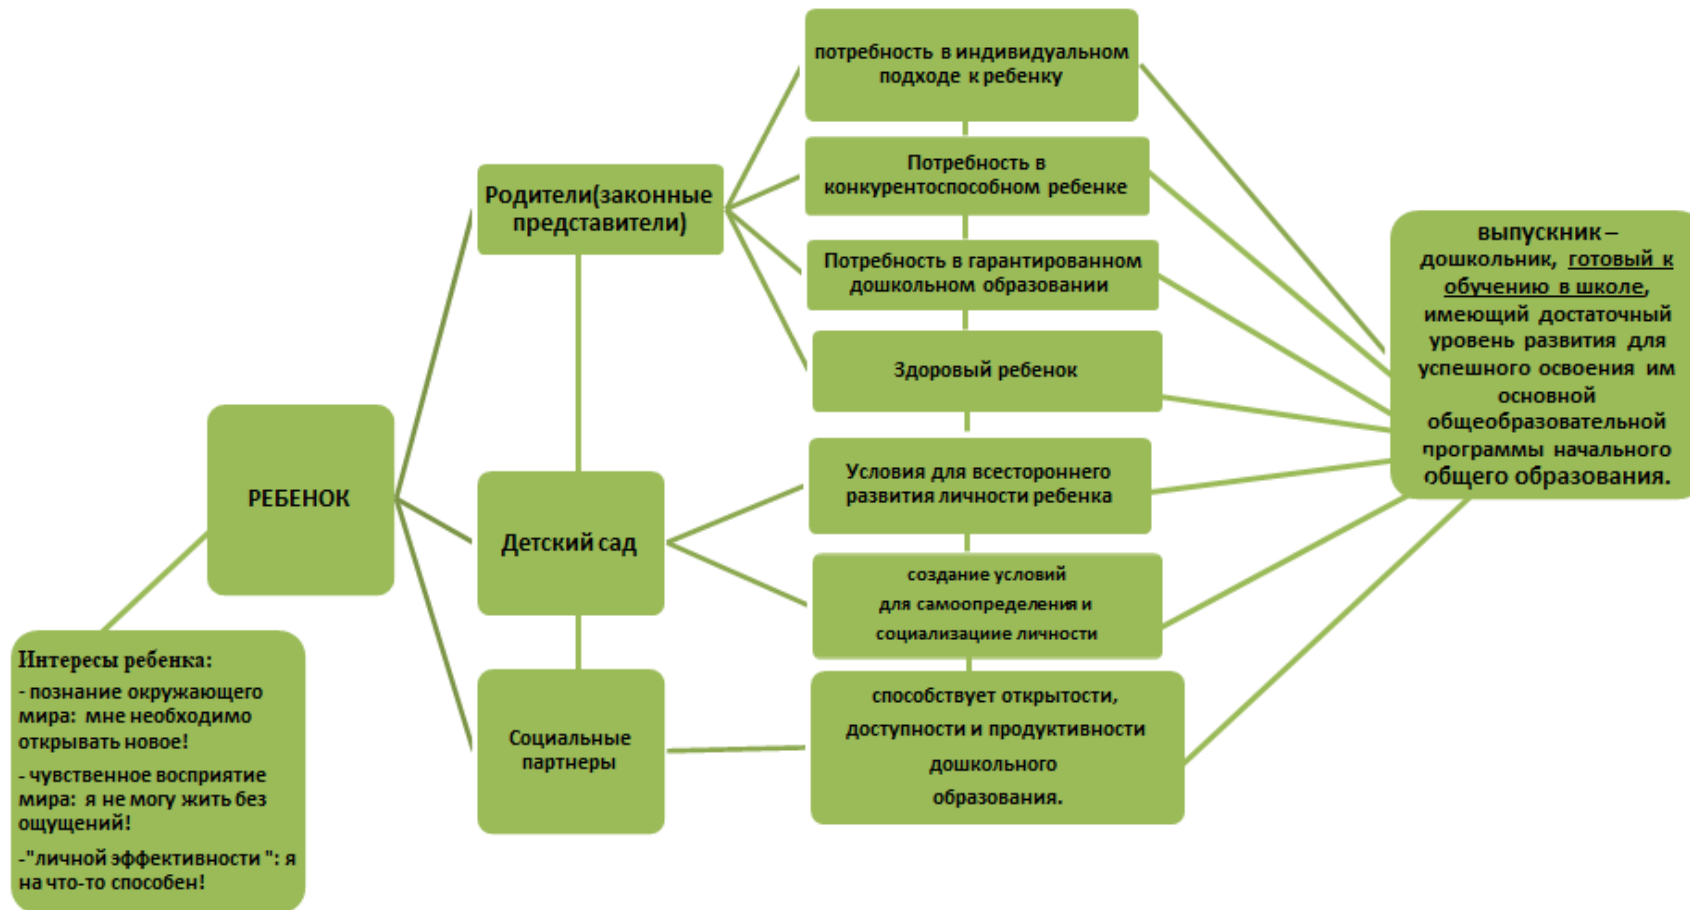 потребность в индивидуальном
подходе к ребенку
Потребность в
конкурентоспособном ребенке
Родители(законные
представители)
Потребность в гарантированном
дошкольном образовании
Здоровый ребенок
выпускник –
дошкольник, готовый к
обучению в школе,
имеющий достаточный
уровень развития для
успешного освоения им
основной
общеобразовательной
программы начального
общего образования.
РЕБЕНОК
Детский сад
Условия для всестороннего
развития личности ребенка
создание условий
для самоопределения и
социализациие личности
Интересы ребенка:
- познание окружающего
мира: мне необходимо
открывать новое!
- чувственное восприятие
мира: я не могу жить без
ощущений!
-"личной эффективности ": я
на что-то способен!
Социальные
партнеры
способствует открытости,
доступности и продуктивности
дошкольного
образования.